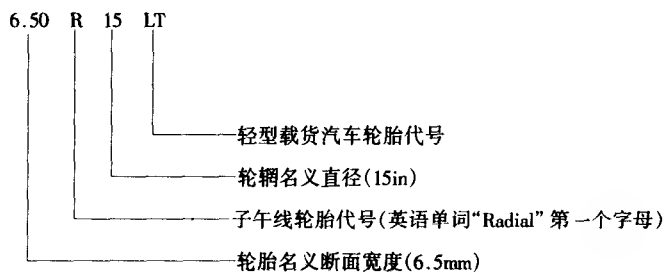 6.50 R 15 LT
轻型载货汽车轮胎代号
轮辋名义直径(15in)
子午线轮胎代号(英语单词“Radial”第一个字母)
轮胎名义断面宽度(6.5mm)